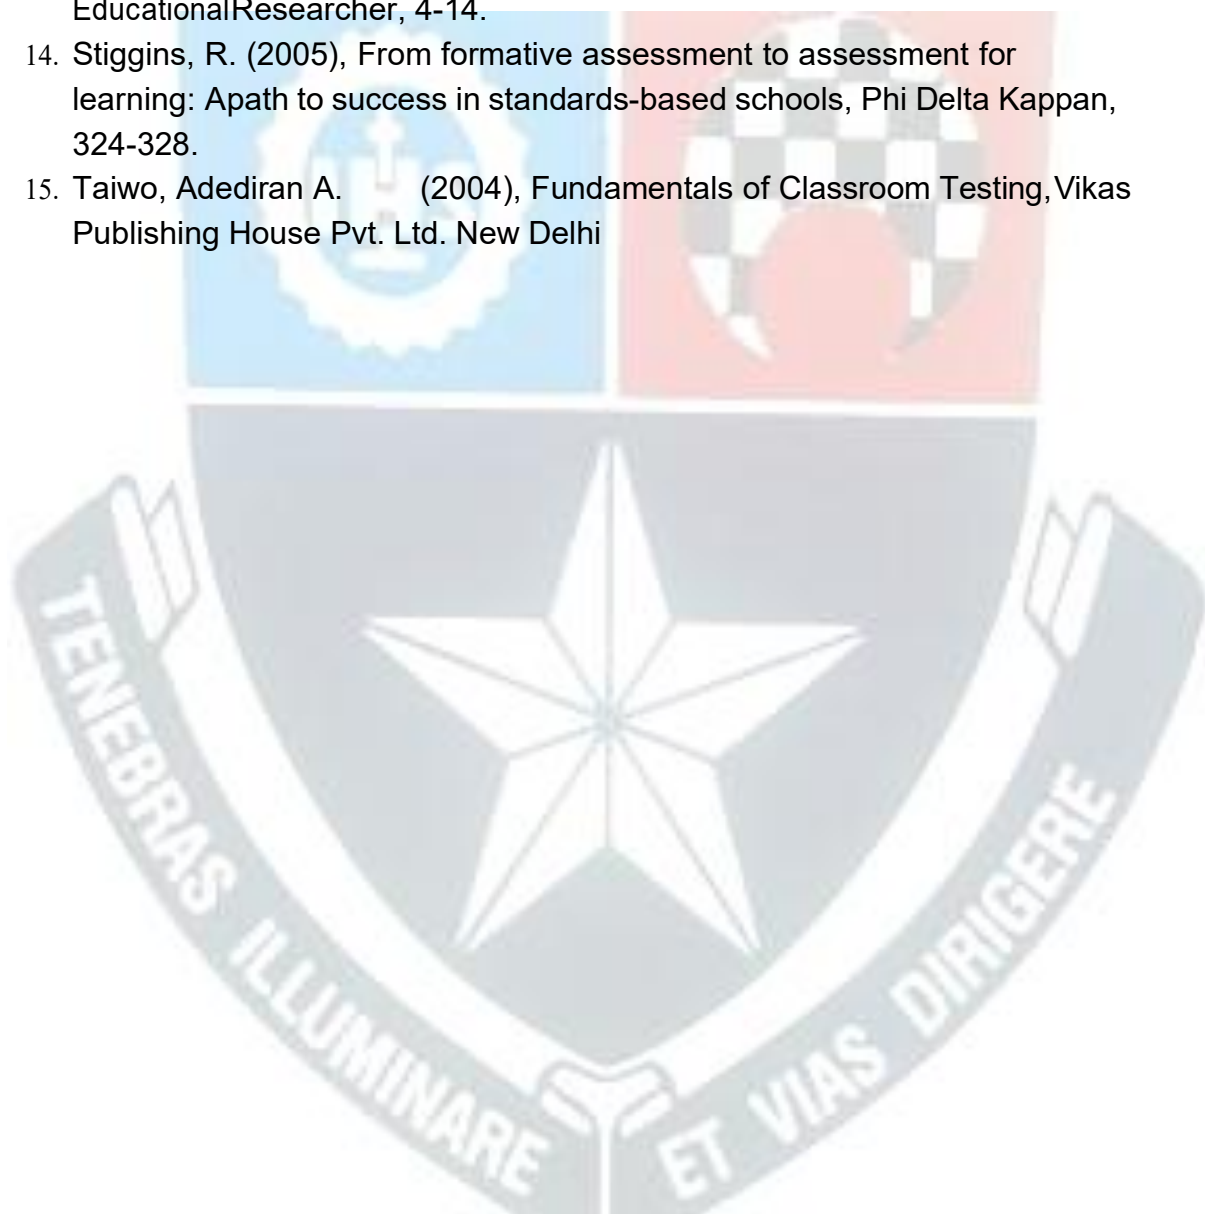 EducationalResearcher, 4-14.
14. Stiggins, R. (2005), From formative assessment to assessment for
learning: Apath to success in standards-based schools, Phi Delta Kappan,
324-328.
15. Taiwo, Adediran A. (2004), Fundamentals of Classroom Testing,Vikas
Publishing House Pvt. Ltd. New Delhi
IHS
TENEBRAS ILLUMINARE
ET VIAS DIRIGERE